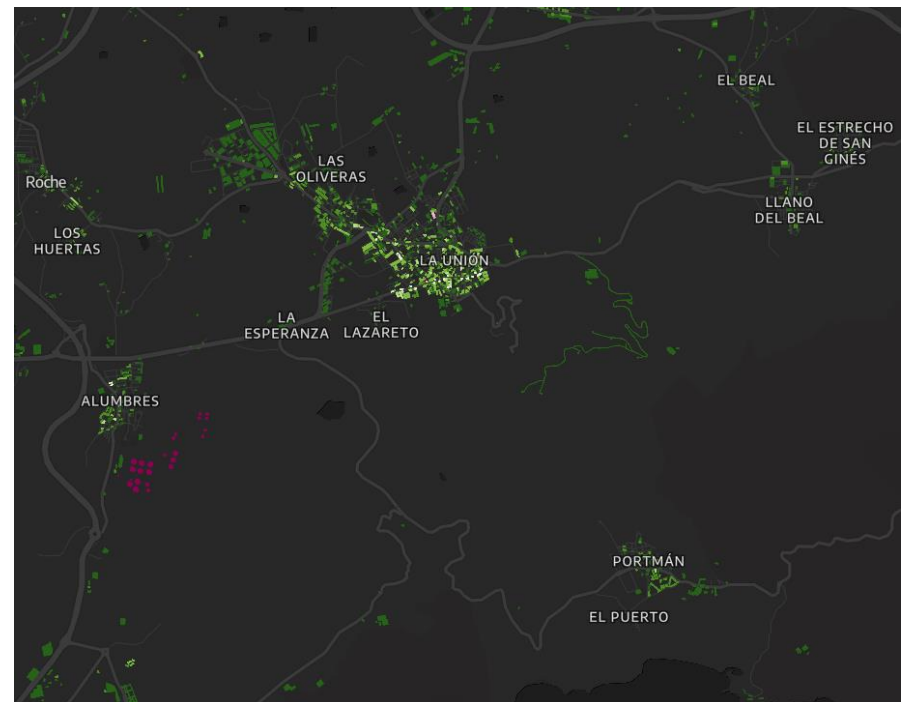 EL BEAL
EL ESTRECHO
DE SAN
GINÉS
LAS
OLIVERAS
Roche
LLANO
DEL BEAL
LOS
HUERTAS
LA UNIÓN
LA
ESPERANZA
EL
LAZARETO
ALUMBRES
PORTMÁN
EL PUERTO